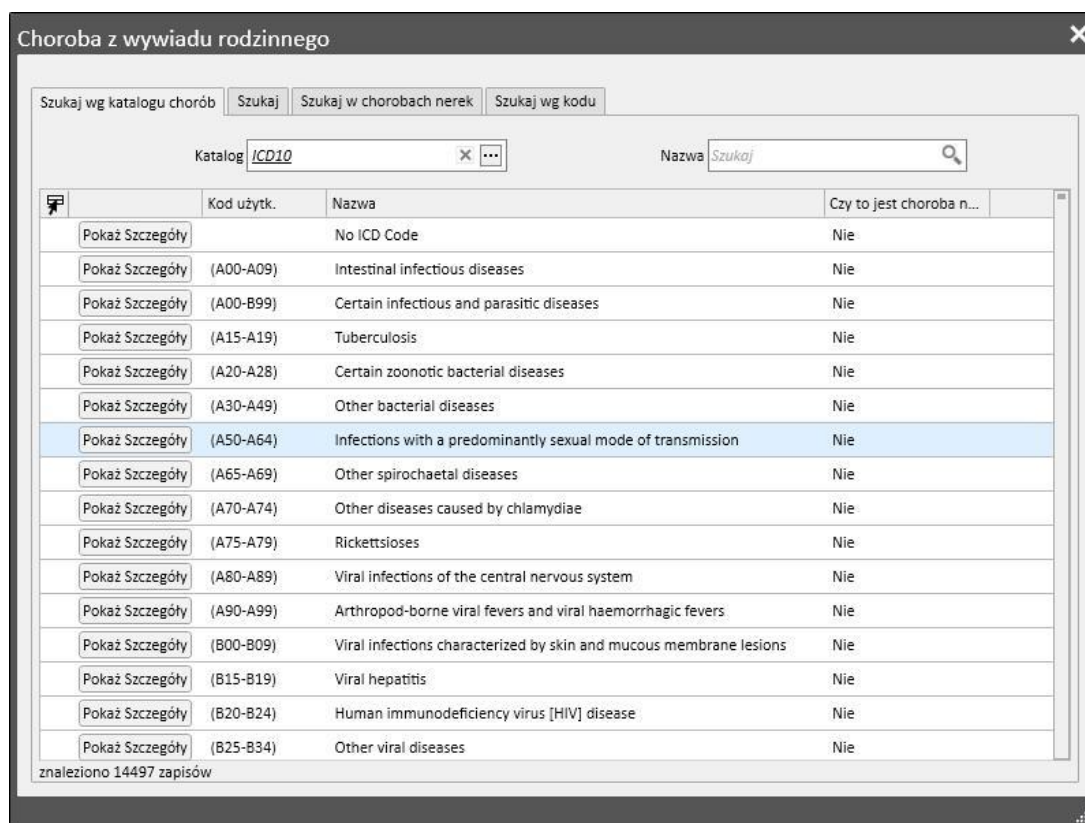 Choroba z wywiadu rodzinnego
Szukaj wg katalogu chorób Szukaj Szukaj w chorobach nerek Szukaj wg kodu
Katalog ICD10 Nazwa Szukaj
Kod użytk. Nazwa Czy to jest choroba n...
Pokaż Szczegóły No ICD Code Nie
Pokaż Szczegóły (A00-A09) Intestinal infectious diseases Nie
Pokaż Szczegóły (A00-B99) Certain infectious and parasitic diseases Nie
Pokaż Szczegóły (A15-A19) Tuberculosis Nie
Pokaż Szczegóły (A20-A28) Certain zoonotic bacterial diseases Nie
Pokaż Szczegóły (A30-A49) Other bacterial diseases Nie
Pokaż Szczegóły (A50-A64) Infections with a predominantly sexual mode of transmission Nie
Pokaż Szczegóły (A65-A69) Other spirochaetal diseases Nie
Pokaż Szczegóły (A70-A74) Other diseases caused by chlamydiae Nie
Pokaż Szczegóły (A75-A79) Rickettsioses Nie
Pokaż Szczegóły (A80-A89) Viral infections of the central nervous system Nie
Pokaż Szczegóły (A90-A99) Arthropod-borne viral fevers and viral haemorrhagic fevers Nie
Pokaż Szczegóły (B00-B09) Viral infections characterized by skin and mucous membrane lesions Nie
Pokaż Szczegóły (B15-B19) Viral hepatitis Nie
Pokaż Szczegóły (B20-B24) Human immunodeficiency virus [HIV] disease Nie
Pokaż Szczegóły (B25-B34) Other viral diseases Nie
znaleziono 14497 zapisów